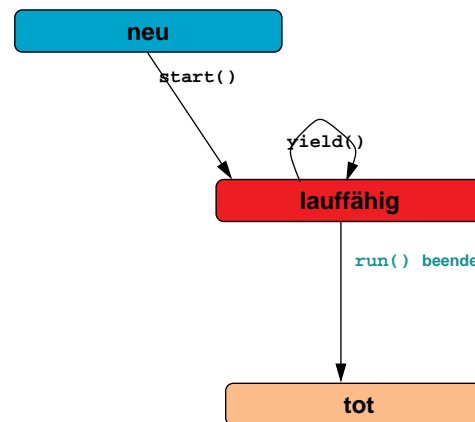 neu
start()
yield()
lauffähig
run() beende
tot